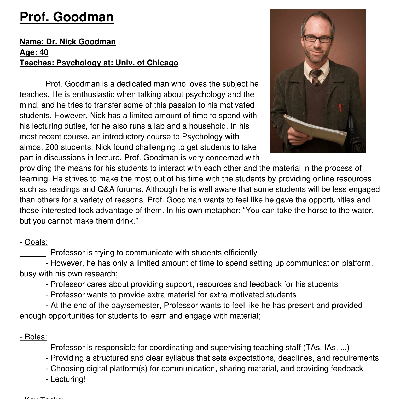 Prof. Goodman
Name: Dr. Nick Goodman
Age: 40
Teaches: Psychology at: Univ. of Chicago
Prof. Goodman is a dedicated man who loves the subject he
teaches. He is enthusiastic when talking about psychology and the
mind, and he tries to transfer some of this passion to his motivated
students. However, Nick has a limited amount of time to spend with
his lecturing duties, for he also runs a lab and a household. In his
most recent course, an introductory course to Psychology with
almost 200 students, Nick found challenging to get students to take
part in discussions in lecture. Prof. Goodman is very concerned with
providing the means for his students to interact with each other and the material in the process of
learning. He strives to make the most out of his time with the students by providing online resources
such as readings and Q&A forums. Although he is well aware that some students will be less engaged
than others for a variety of reasons, Prof. Goodman wants to feel like he gave the opportunities and
those interested took advantage of them. In his own metaphor: "You can take the horse to the water,
but you cannot make them drink."
- Goals:
- Professor is trying to communicate with students efficiently
- However, he has only a limited amount of time to spend setting up communication platform,
busy with his own research;
- Professor cares about providing support, resources and feedback for his students
- Professor wants to provide extra material for extra motivated students
- At the end of the day/semester, Professor wants to feel like he has present and provided
enough opportunities for students to learn and engage with material;
- Roles:
- Professor is responsible for coordinating and supervising teaching staff (TAs, IAs, ...)
- Providing a structured and clear syllabus that sets expectations, deadlines, and requirements
- Choosing digital platform(s) for communication, sharing material, and providing feedback
- Lecturing!